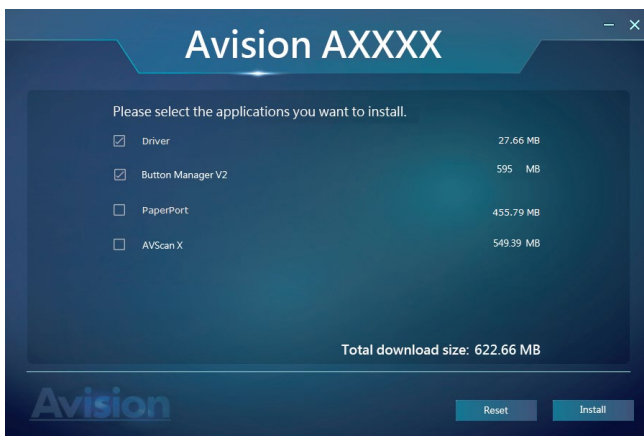 Avision AXXXX
Please select the applications you want to install.
Driver 27.66 MB
Button Manager V2 595 MB
PaperPort 455.79 MB
AVScan X 549.39 MB
Total download size: 622.66 MB
Avision
Reset Install